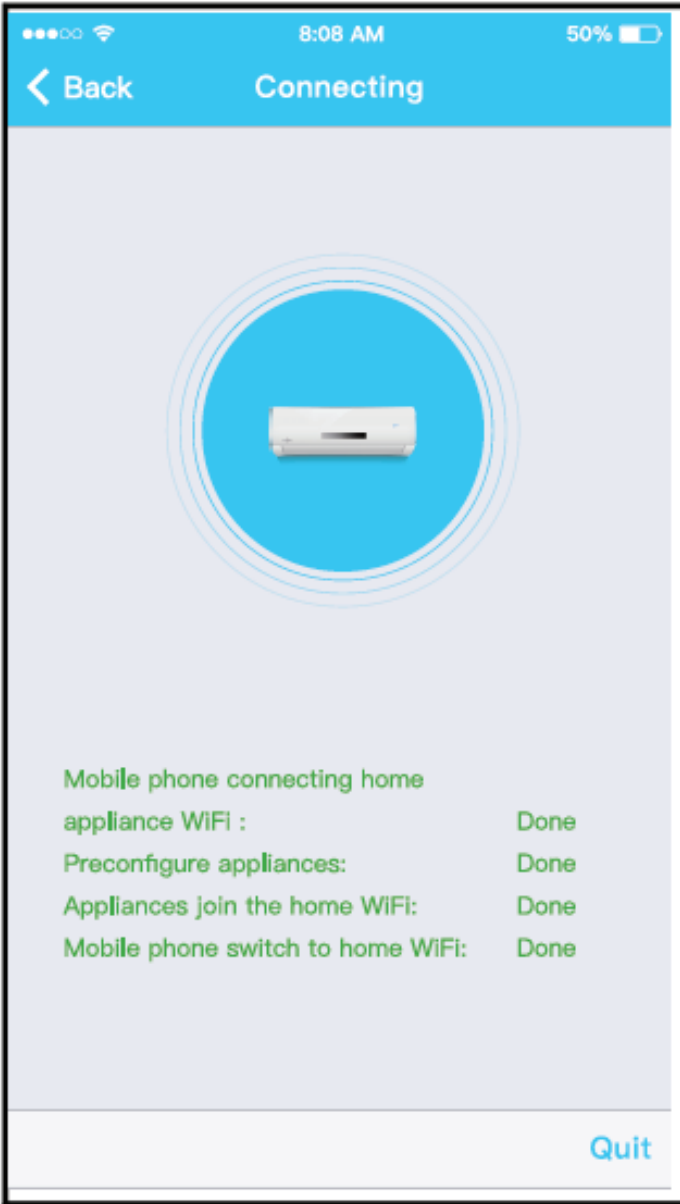 8:08 AM
50%
Back
Connecting
Mobile phone connecting home
appliance WiFi : Done
Preconfigure appliances: Done
Appliances join the home WiFi: Done
Mobile phone switch to home WiFi: Done
Quit